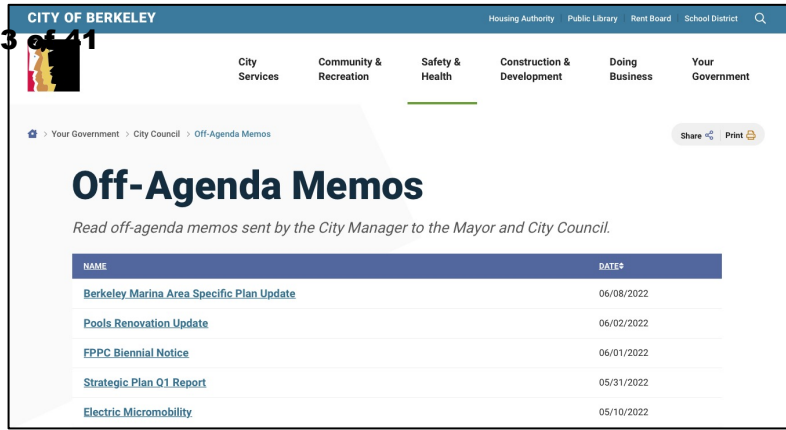 CITY OF BERKELEY
Housing Authority Public Library Rent Board School District
3 of 41
City Services
Community & Recreation
Safety & Health
Construction & Development
Doing Business
Your Government
> Your Government > City Council > Off-Agenda Memos
Share Print
Off-Agenda Memos
Read off-agenda memos sent by the City Manager to the Mayor and City Council.
NAME DATE
Berkeley Marina Area Specific Plan Update 06/08/2022
Pools Renovation Update 06/02/2022
FPPC Biennial Notice 06/01/2022
Strategic Plan Q1 Report 05/31/2022
Electric Micromobility 05/10/2022